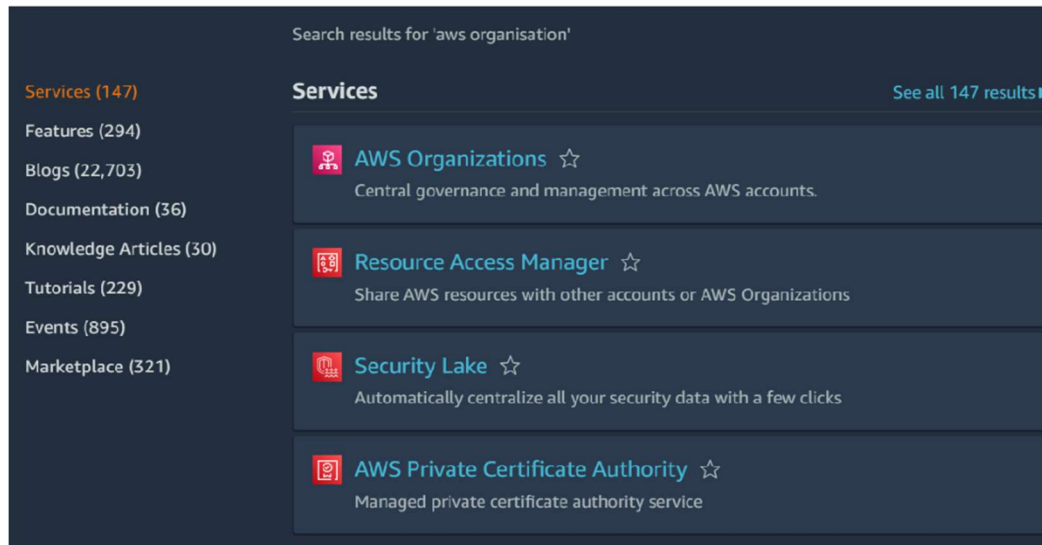 Search results for 'aws organisation'
Services (147)
Features (294)
Blogs (22,703)
Documentation (36)
Knowledge Articles (30)
Tutorials (229)
Events (895)
Marketplace (321)
Services
See all 147 results
AWS Organizations
Central governance and management across AWS accounts.
Resource Access Manager
Share AWS resources with other accounts or AWS Organizations
Security Lake
Automatically centralize all your security data with a few clicks
AWS Private Certificate Authority
Managed private certificate authority service